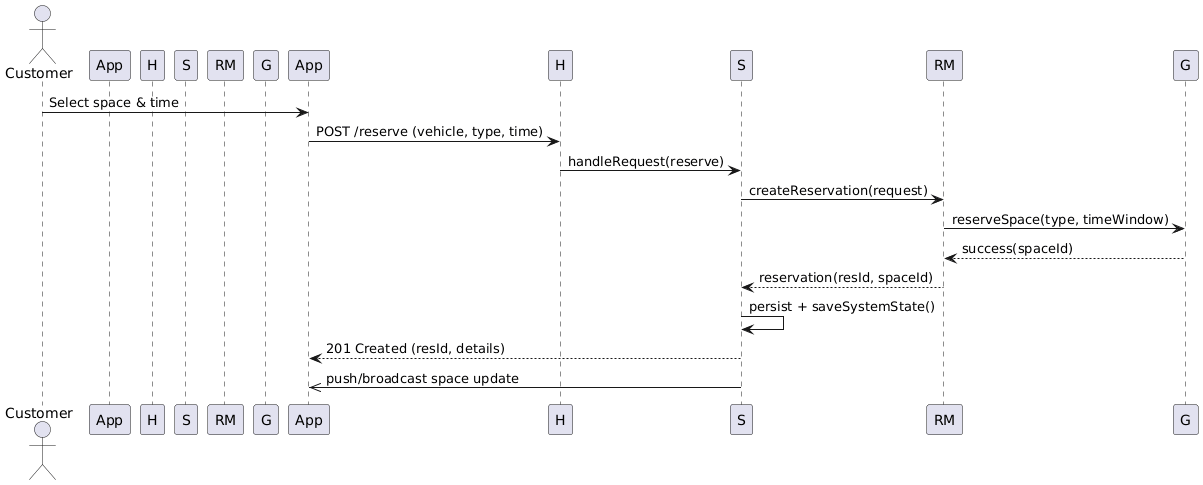 Customer
App H S RM G App H S RM G
Select space & time
POST /reserve (vehicle, type, time)
handleRequest(reserve)
createReservation(request)
reserveSpace(type, timeWindow)
success(spaceId)
reservation(resId, spaceId)
persist + saveSystemState()
201 Created (resId, details)
push/broadcast space update
Customer
App H S RM G App H S RM G